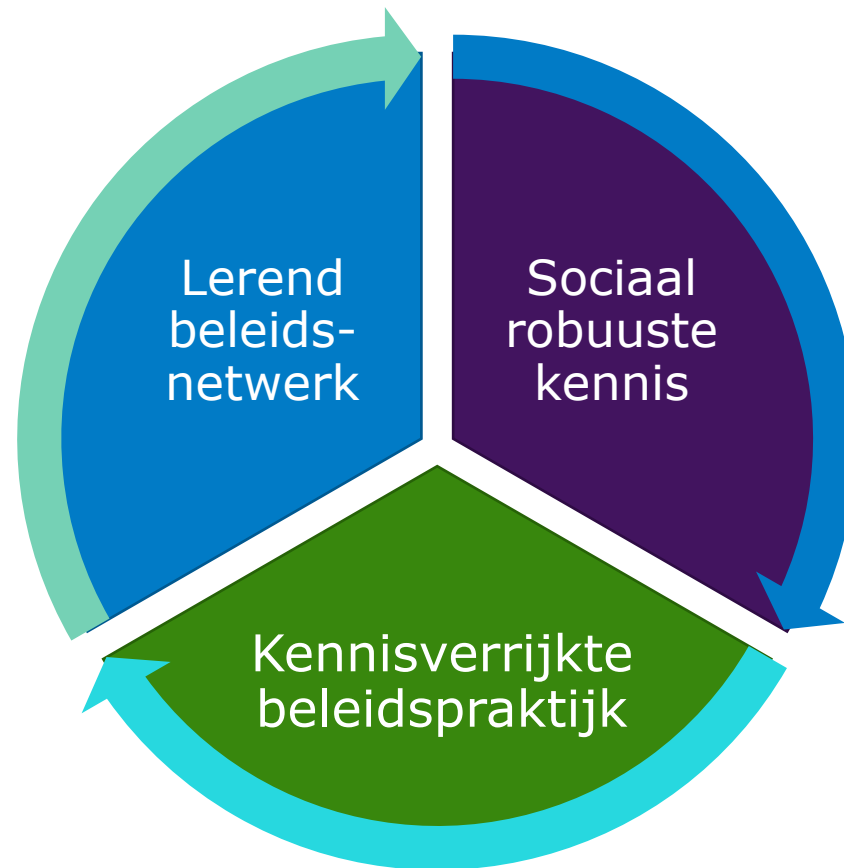 Lerend
beleids-
netwerk
Sociaal
robuuste
kennis
Kennisverrijkte
beleidspraktijk